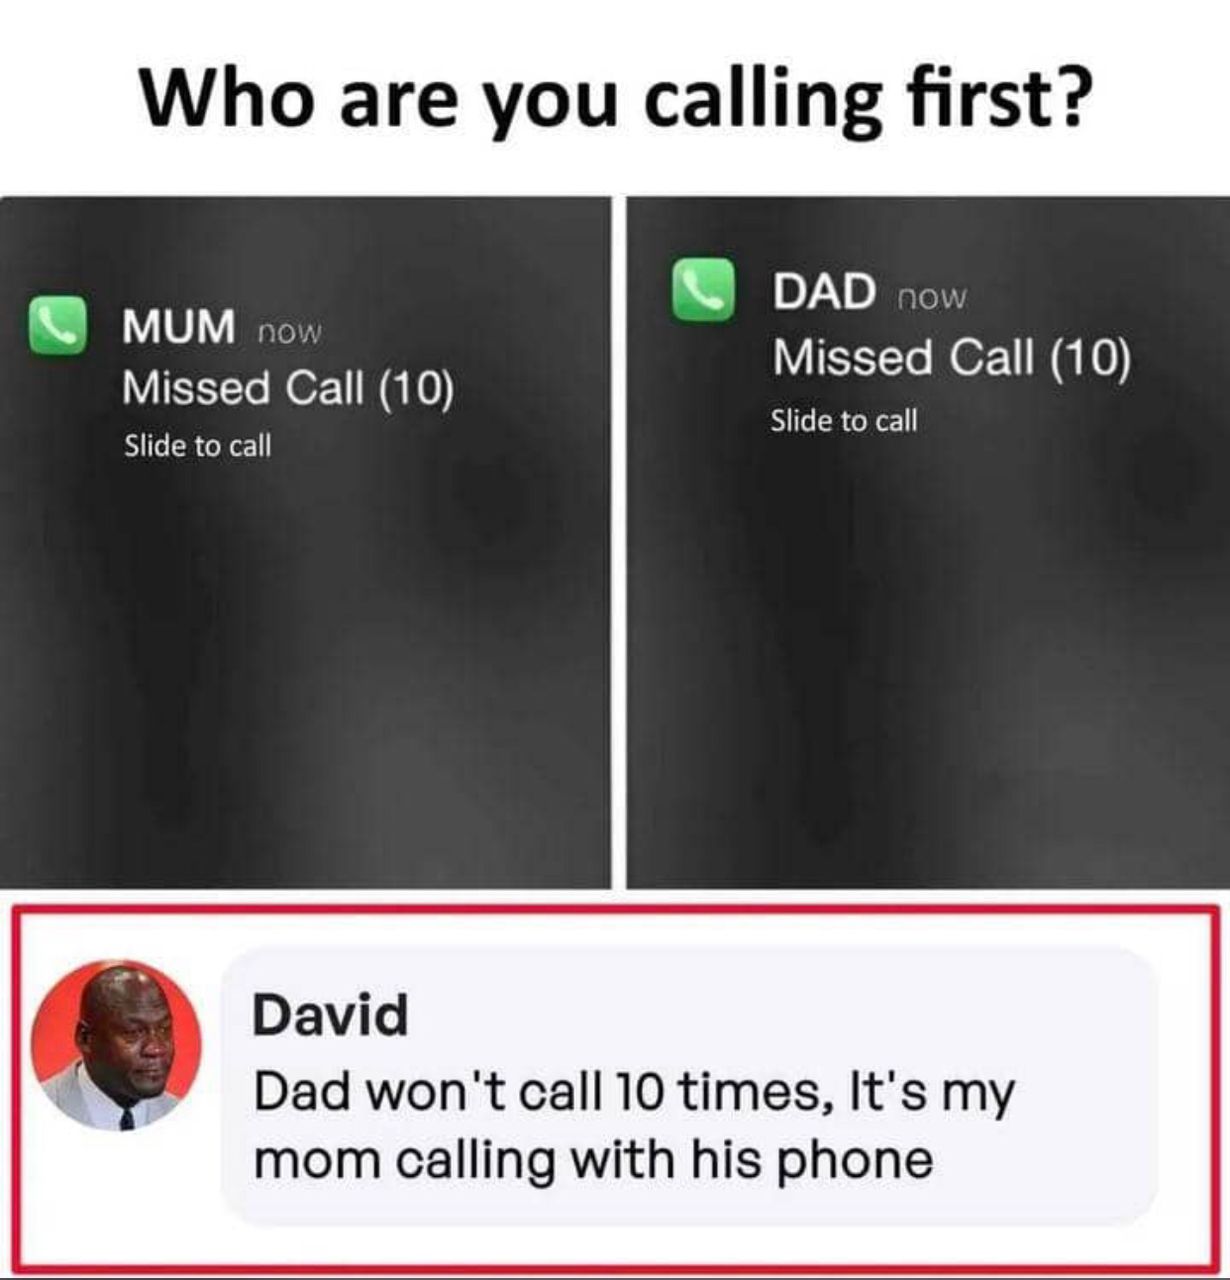 Who are you calling first?
MUM now
Missed Call (10)
Slide to call
DAD now
Missed Call (10)
Slide to call
David
Dad won't call 10 times, It's my
mom calling with his phone